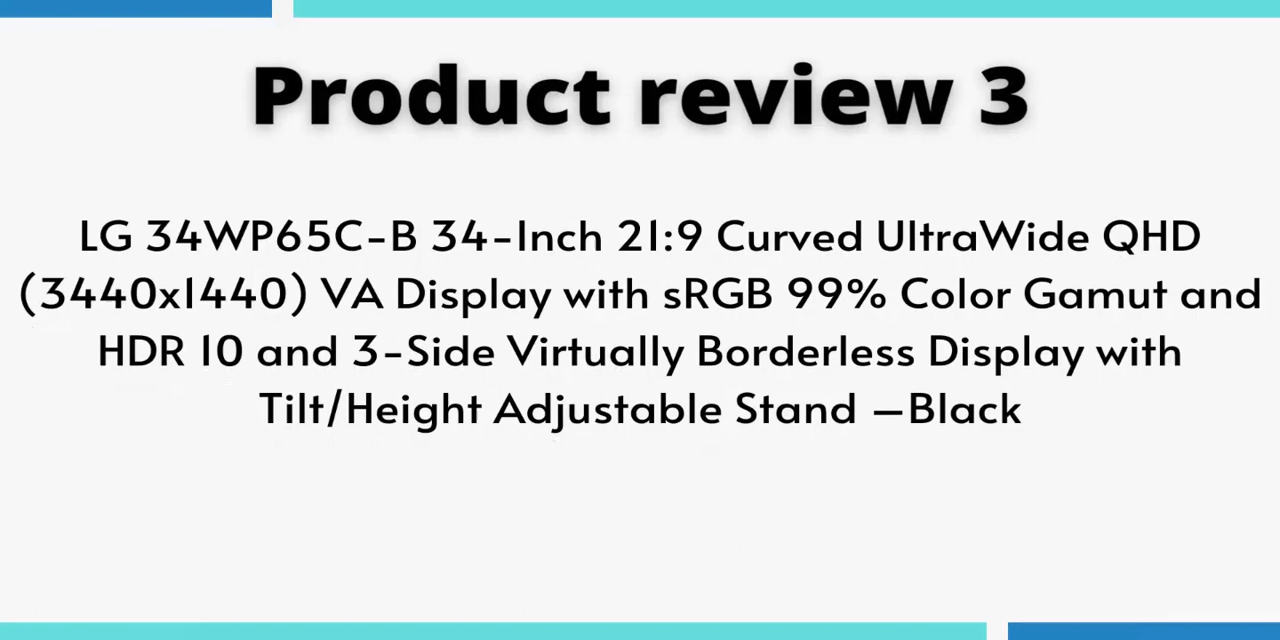 Product review 3
LG 34WP65C-B 34-Inch 21:9 Curved UltraWide QHD
(3440x1440) VA Display with sRGB 99% Color Gamut and
HDR 10 and 3-Side Virtually Borderless Display with
Tilt/Height Adjustable Stand –Black